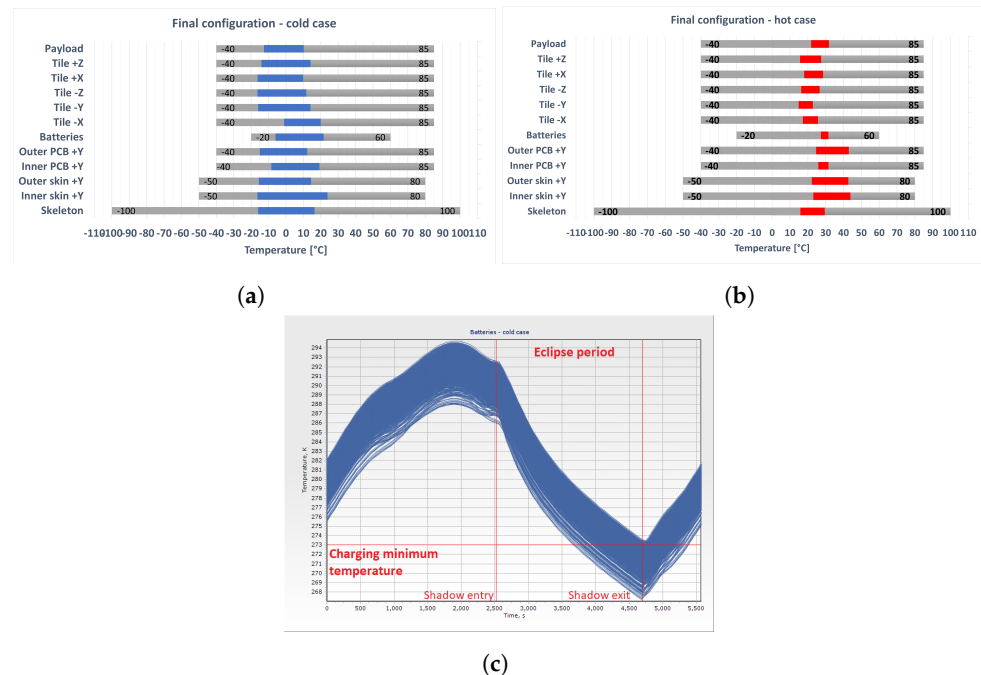 Final configuration - cold case
Payload -40 85
Tile +Z -40 85
Tile +X -40 85
Tile -Z -40 85
Tile -Y -40 85
Tile -X -40 85
Batteries -20 60
Outer PCB +Y -40 85
Inner PCB +Y -40 85
Outer skin +Y -50 80
Inner skin +Y -50 80
Skeleton -100 100
-110-100-90 -80 -70 -60 -50 -40 -30 -20 -10 0 10 20 30 40 50 60 70 80 90 100 110
Temperature [°C]
(a)
Final configuration - hot case
Payload -40 85
Tile +Z -40 85
Tile +X -40 85
Tile -Z -40 85
Tile -Y -40 85
Tile -X -40 85
Batteries -20 60
Outer PCB +Y -40 85
Inner PCB +Y -40 85
Outer skin +Y -50 80
Inner skin +Y -50 80
Skeleton -100 100
-110-100-90 -80 -70 -60 -50 -40 -30 -20 -10 0 10 20 30 40 50 60 70 80 90 100 110
Temperature [°C]
(b)
Batteries - cold case
Eclipse period
Temperature, K
294
293
292
291
290
289
288
287
286
285
284
283
282
281
280
279
278
277
276
275
274
273
272
271
270
269
268
Charging minimum
temperature
Shadow entry
Shadow exit
0 500 1,000 1,500 2,000 2,500 3,000 3,500 4,000 4,500 5,000 5,500
Time, s
(c)